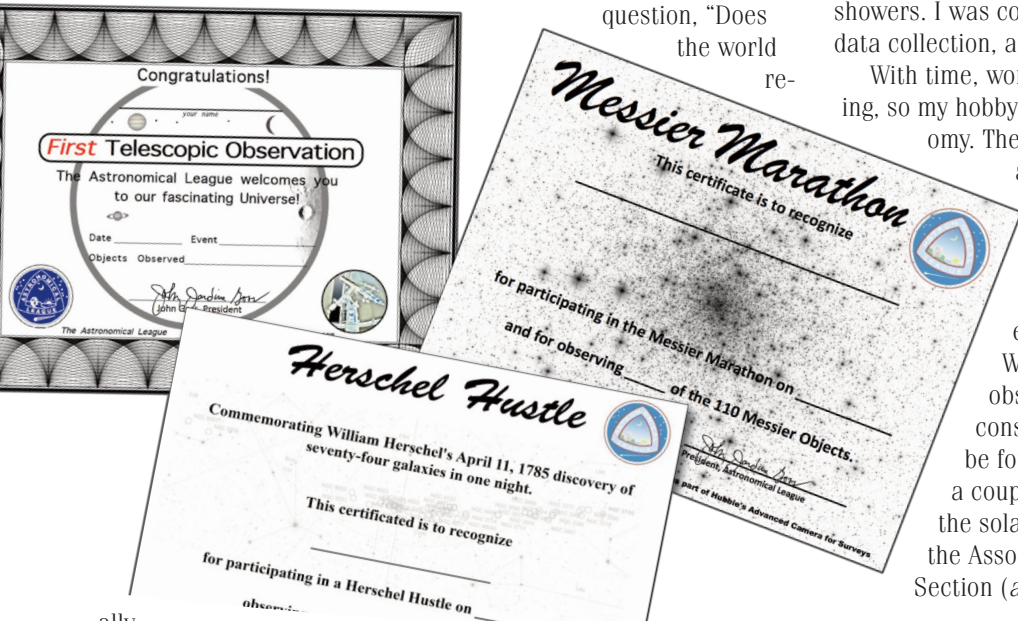 question, “Does
the world
re-
showers. I was co
data collection, a
With time, wor
ing, so my hobby
omy. The
e
W
obs
cons
be fo
a coup
the sola
the Asso
Section (a
ally
Congratulations!
your name
First Telescopic Observation
The Astronomical League welcomes you
to our fascinating Universe!
Date Event
Objects Observed
John President
The Astronomical League
ASTRONOMICAL
LEAGUE
Messier Marathon
This certificate is to recognize
for participating in the Messier Marathon on
and for observing of the 110 Messier Objects.
President, Astronomical League
part of Hubble's Advanced Camera for Surveys
Herschel Hustle
Commemorating William Herschel's April 11, 1785 discovery of
seventy-four galaxies in one night.
This certificated is to recognize
for participating in a Herschel Hustle on